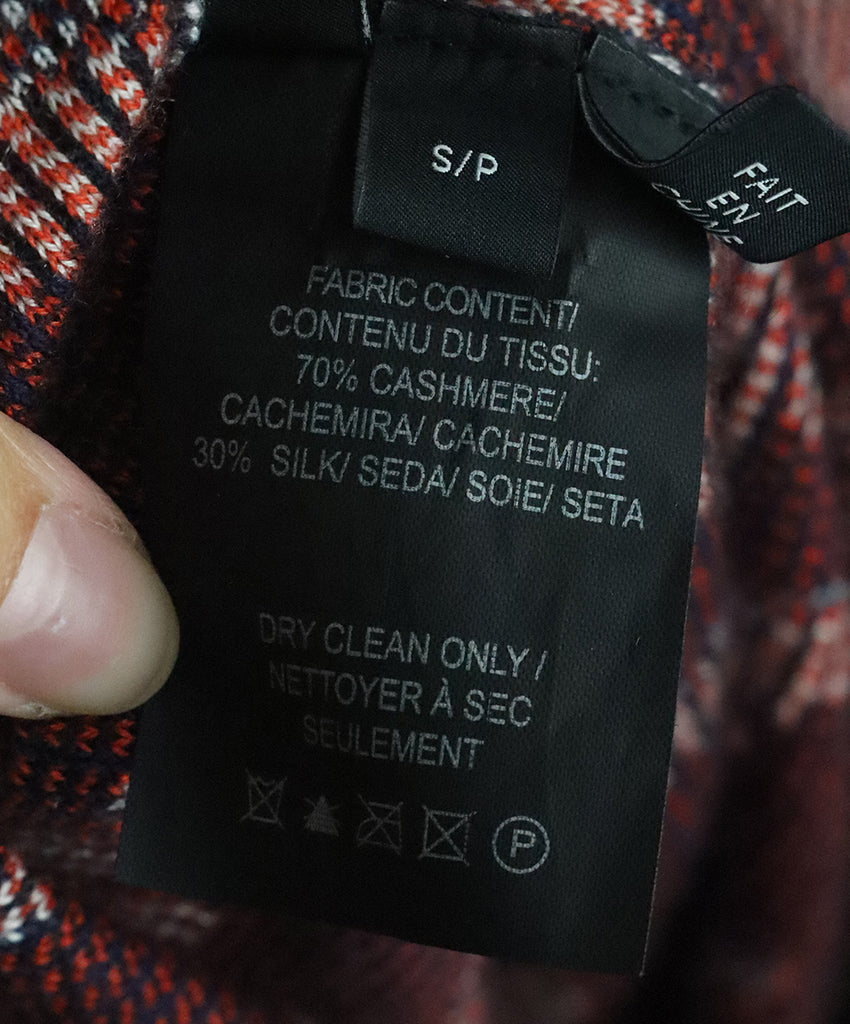 S/P
FAIT
EN
CHINE
FABRIC CONTENT/
CONTENU DU TISSU:
70% CASHMERE/
CACHEMIRA/ CACHEMIRE
30% SILK/ SEDA/ SOIE/ SETA
DRY CLEAN ONLY /
NETTOYER À SEC
SEULEMENT
P